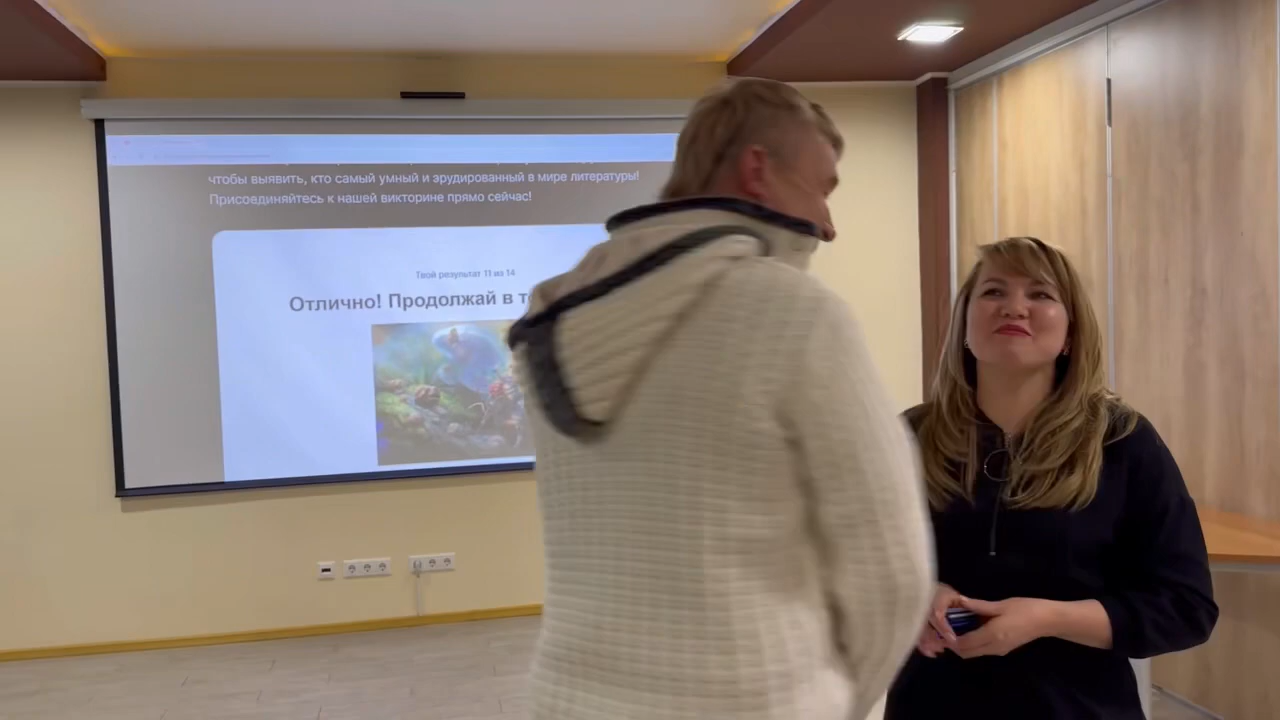 чтобы выявить, кто самый умный и эрудированный в мире литературы!
Присоединяйтесь к нашей викторине прямо сейчас!
Твой результат 11 из 14
Отлично! Продолжай в